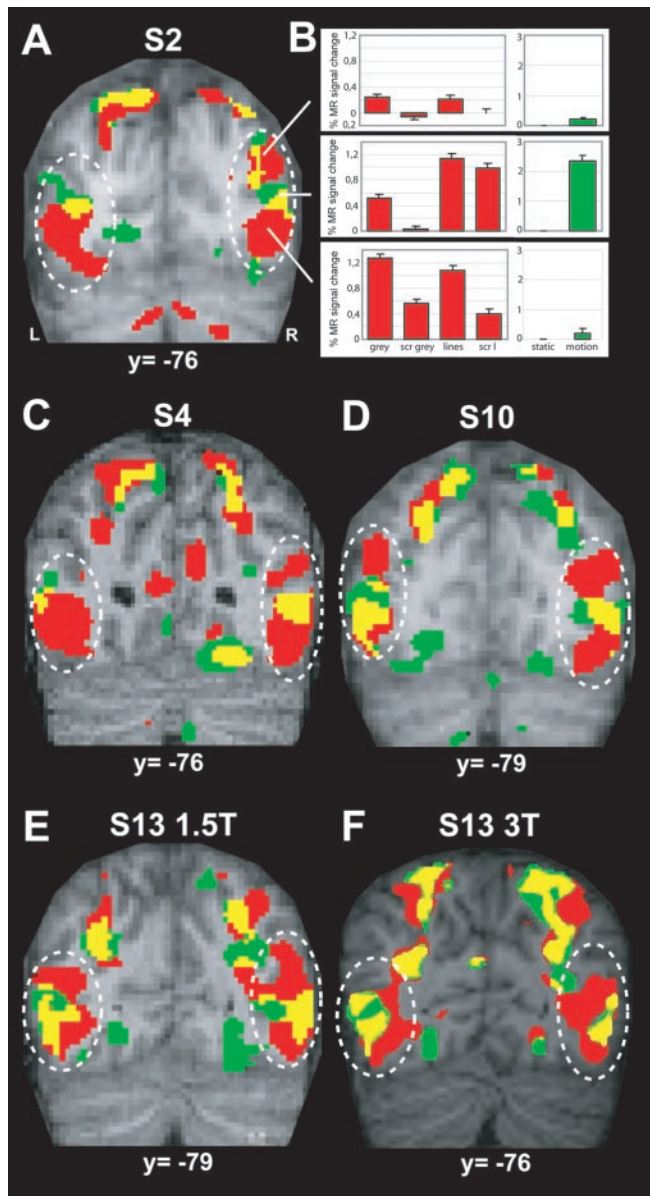 A S2 B
% MR signal change
1,2
0,8
0,4
0
0,2
3
2
1
0
% MR signal change
1,2
0,8
0,4
0
3
2
1
0
% MR signal change
1,2
0,8
0,4
0
3
2
1
0
grey scr grey lines scr l static motion
L R
y= -76
C S4 D S10
y= -76 y= -79
E S13 1.5T F S13 3T
y= -79 y= -76